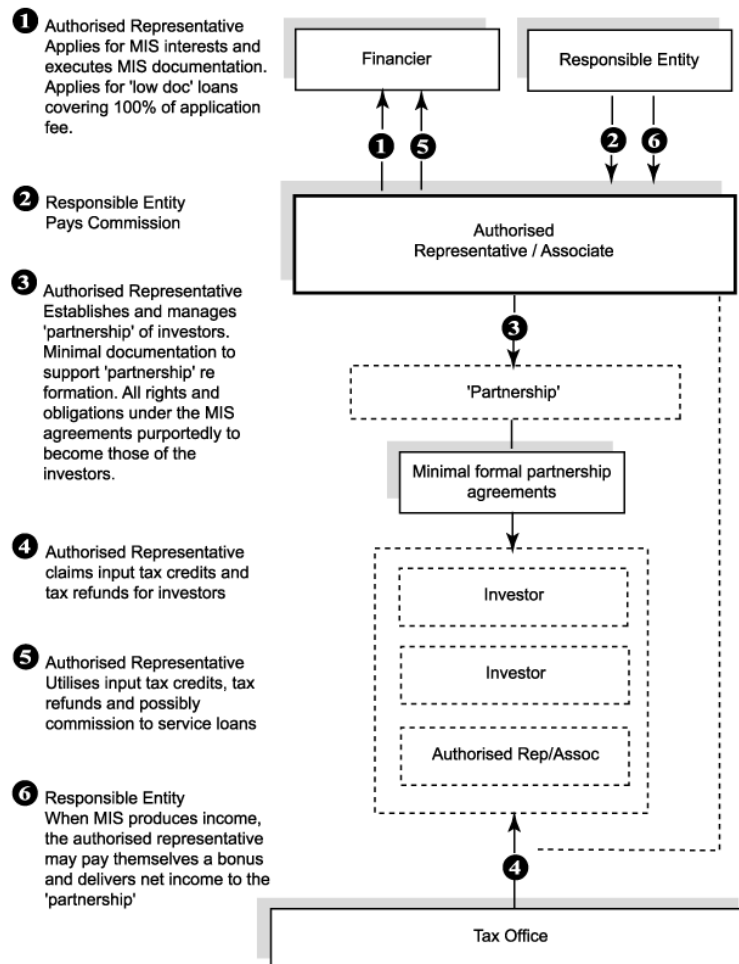 1 Authorised Representative
Applies for MIS interests and
executes MIS documentation.
Applies for 'low doc' loans
covering 100% of application
fee.
2 Responsible Entity
Pays Commission
3 Authorised Representative
Establishes and manages
'partnership' of investors.
Minimal documentation to
support 'partnership' re
formation. All rights and
obligations under the MIS
agreements purportedly to
become those of the
investors.
4 Authorised Representative
claims input tax credits and
tax refunds for investors
5 Authorised Representative
Utilises input tax credits, tax
refunds and possibly
commission to service loans
6 Responsible Entity
When MIS produces income,
the authorised representative
may pay themselves a bonus
and delivers net income to the
'partnership'
Financier
Responsible Entity
1
5
2
6
Authorised
Representative / Associate
3
'Partnership'
Minimal formal partnership
agreements
Investor
Investor
Authorised Rep/Assoc
4
Tax Office